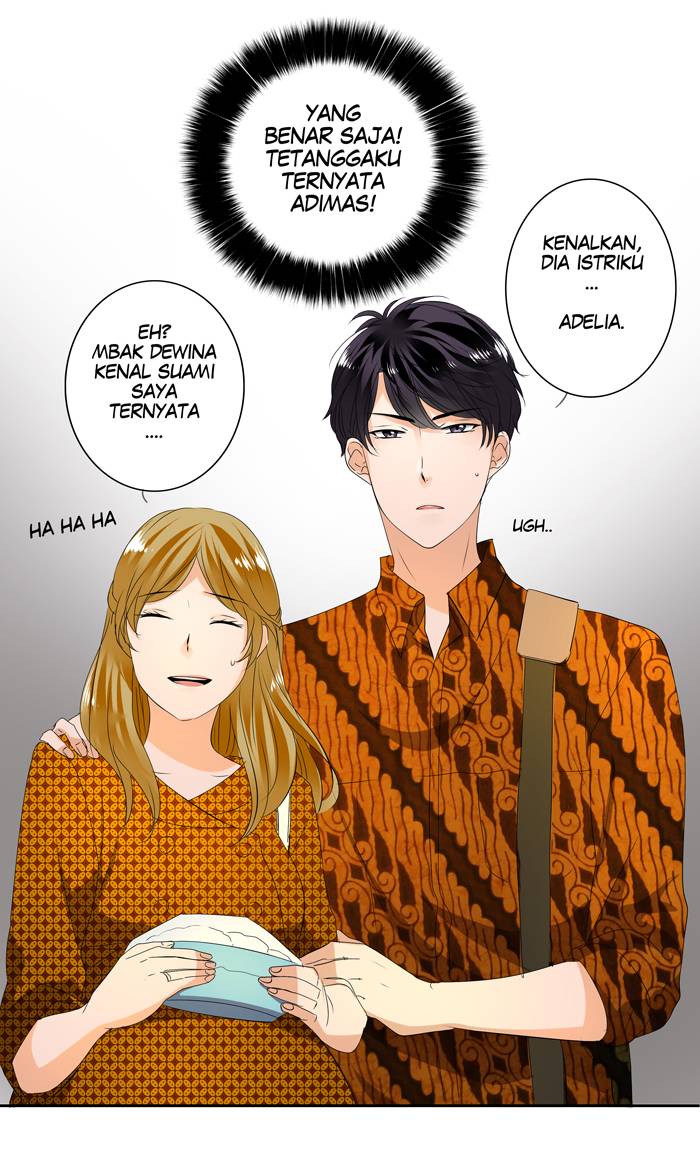 YANG
BENAR SAJA!
TETANGGAKU
TERNYATA
ADIMAS!
KENALKAN,
DIA ISTRIKU
...
ADELIA.
EH?
MBAK DEWINA
KENAL SUAMI
SAYA
TERNYATA
....
HA HA HA
UGH..